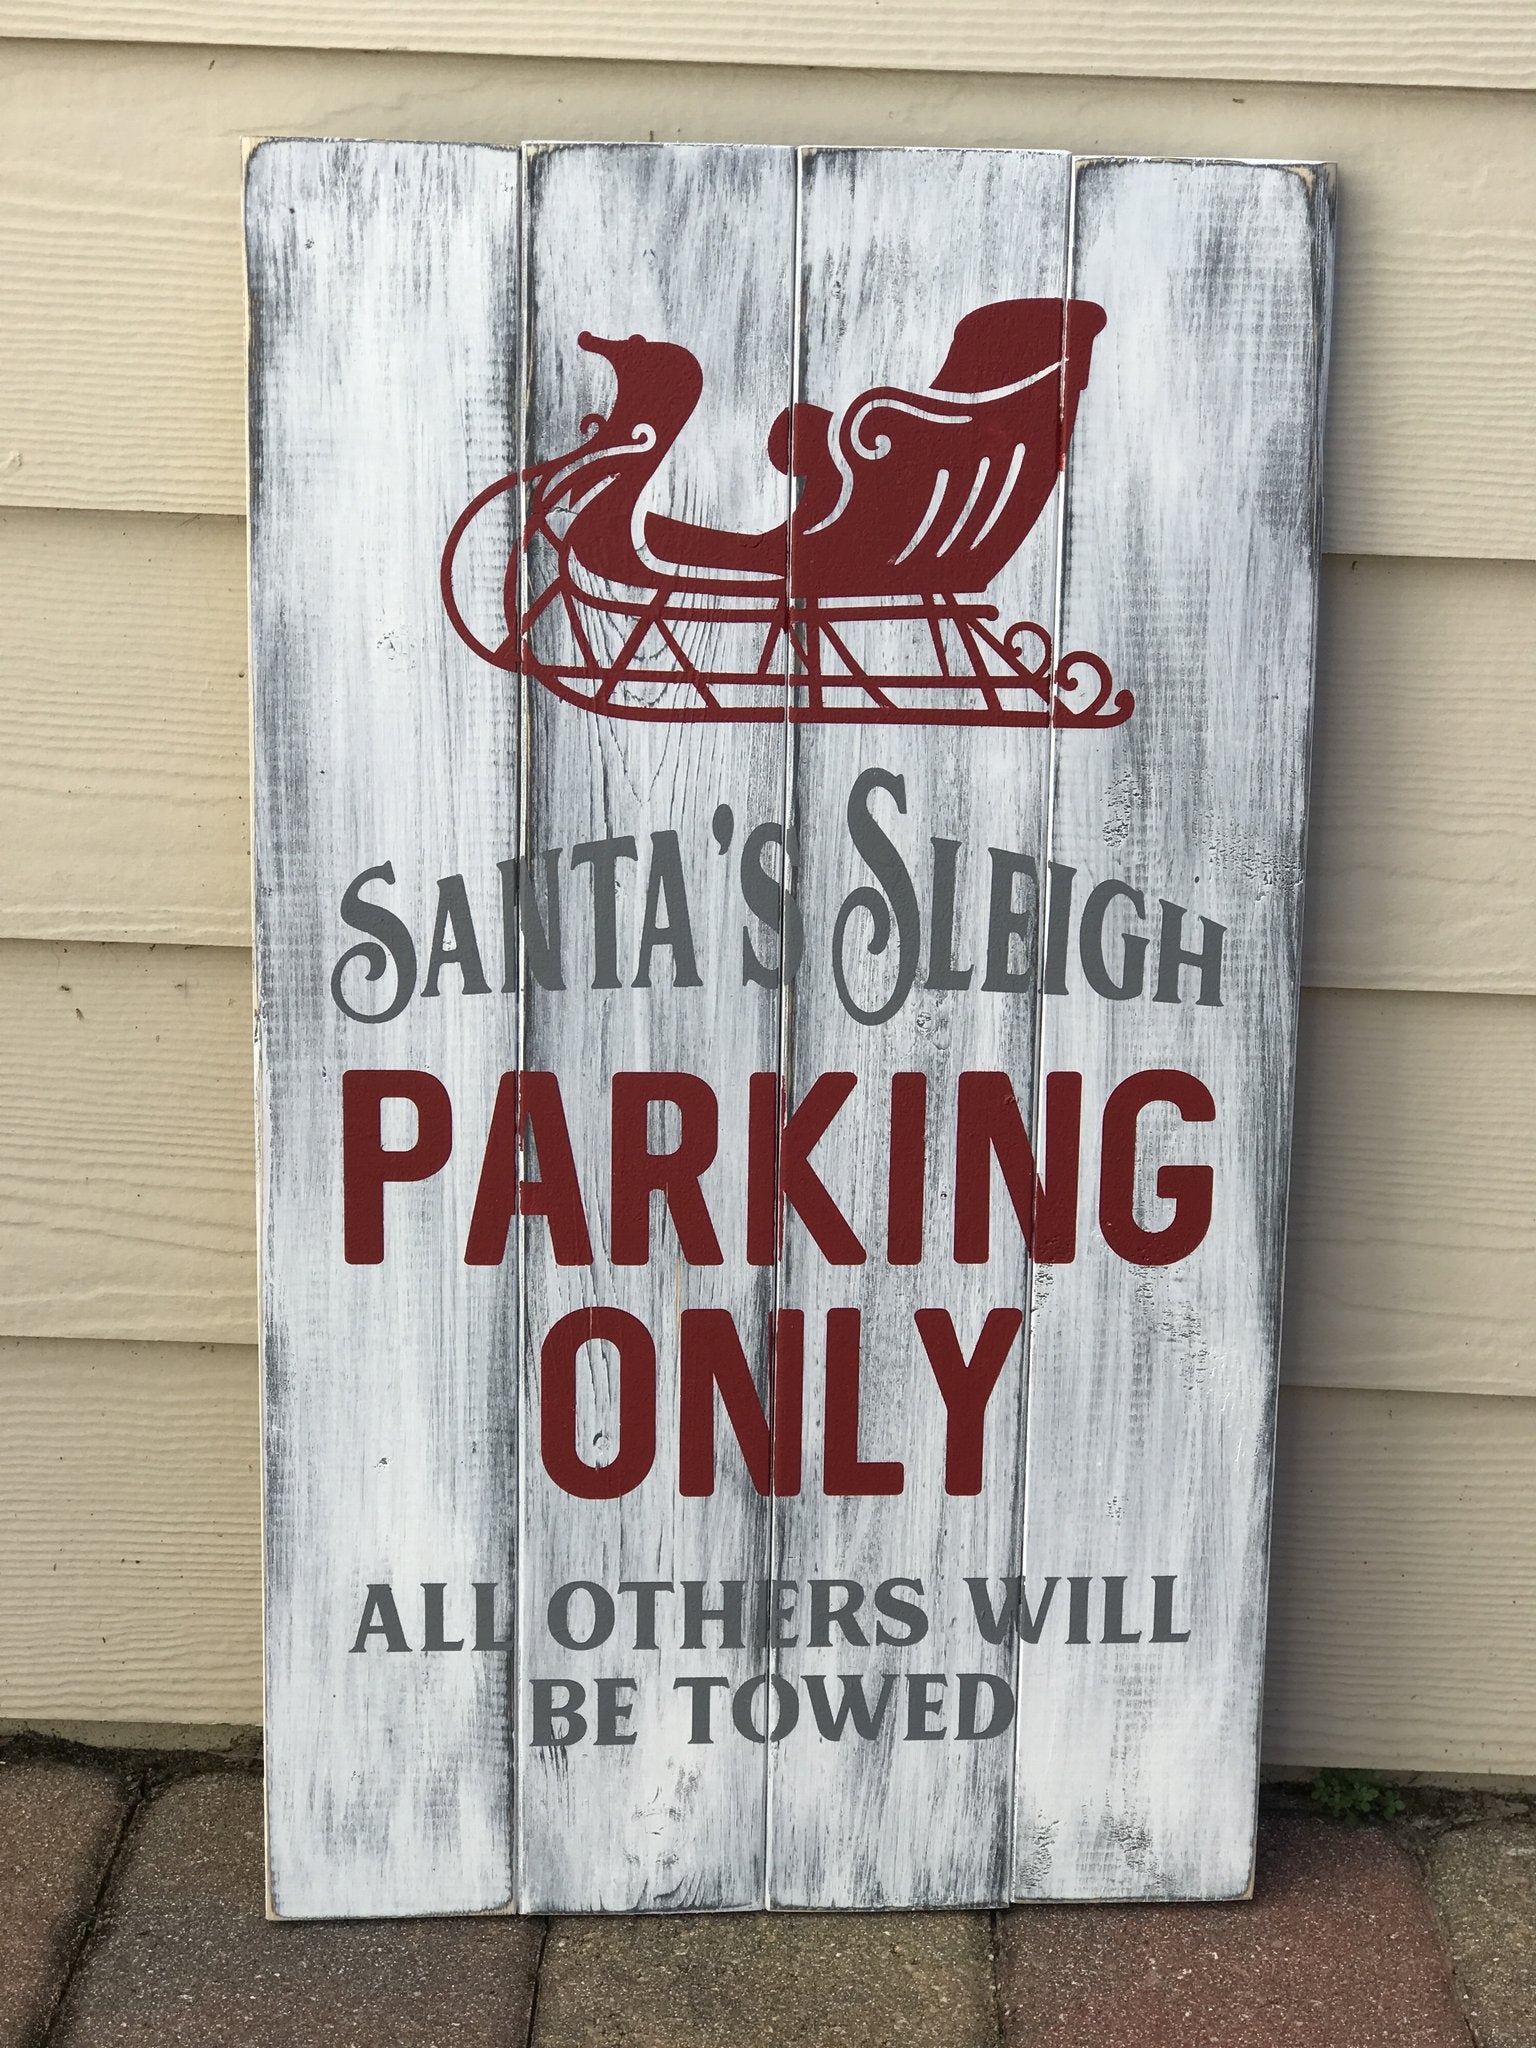 SANTA'S SLEIGH
PARKING
ONLY
ALL OTHERS WILL
BE TOWED